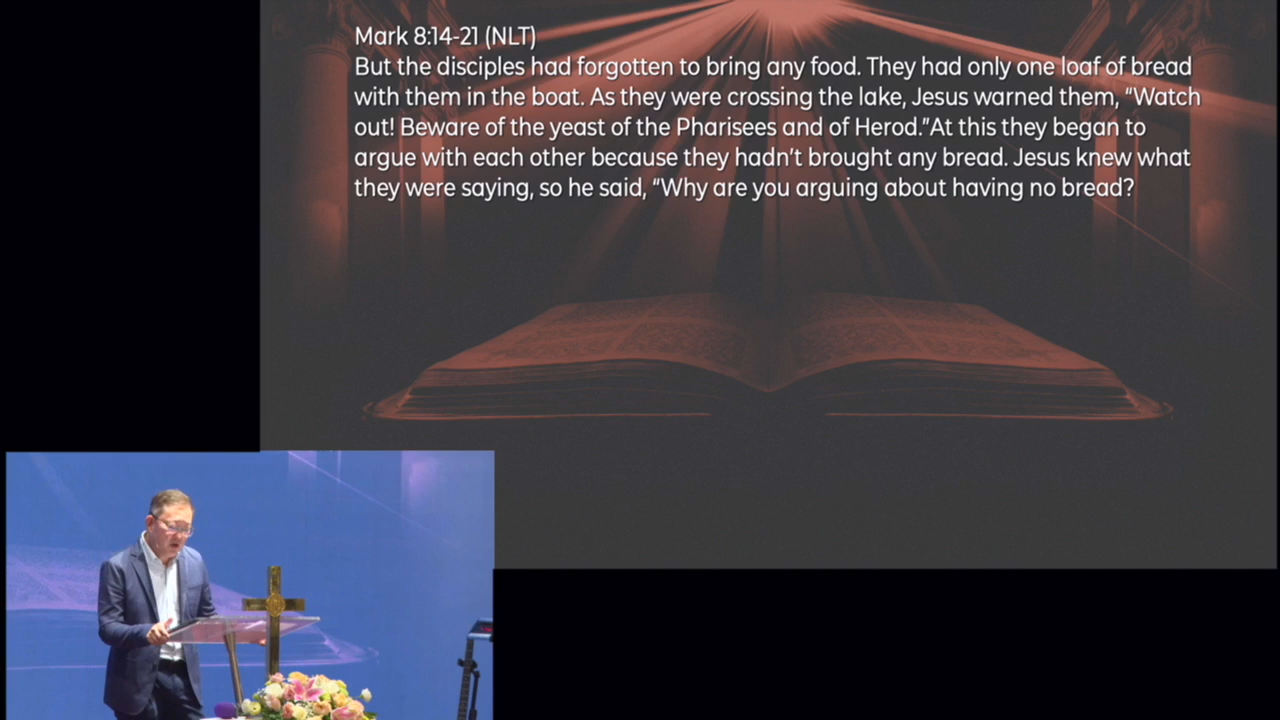 Mark 8:14-21 (NLT)
But the disciples had forgotten to bring any food. They had only one loaf of bread
with them in the boat. As they were crossing the lake, Jesus warned them, “Watch
out! Beware of the yeast of the Pharisees and of Herod.”At this they began to
argue with each other because they hadn’t brought any bread. Jesus knew what
they were saying, so he said, “Why are you arguing about having no bread?